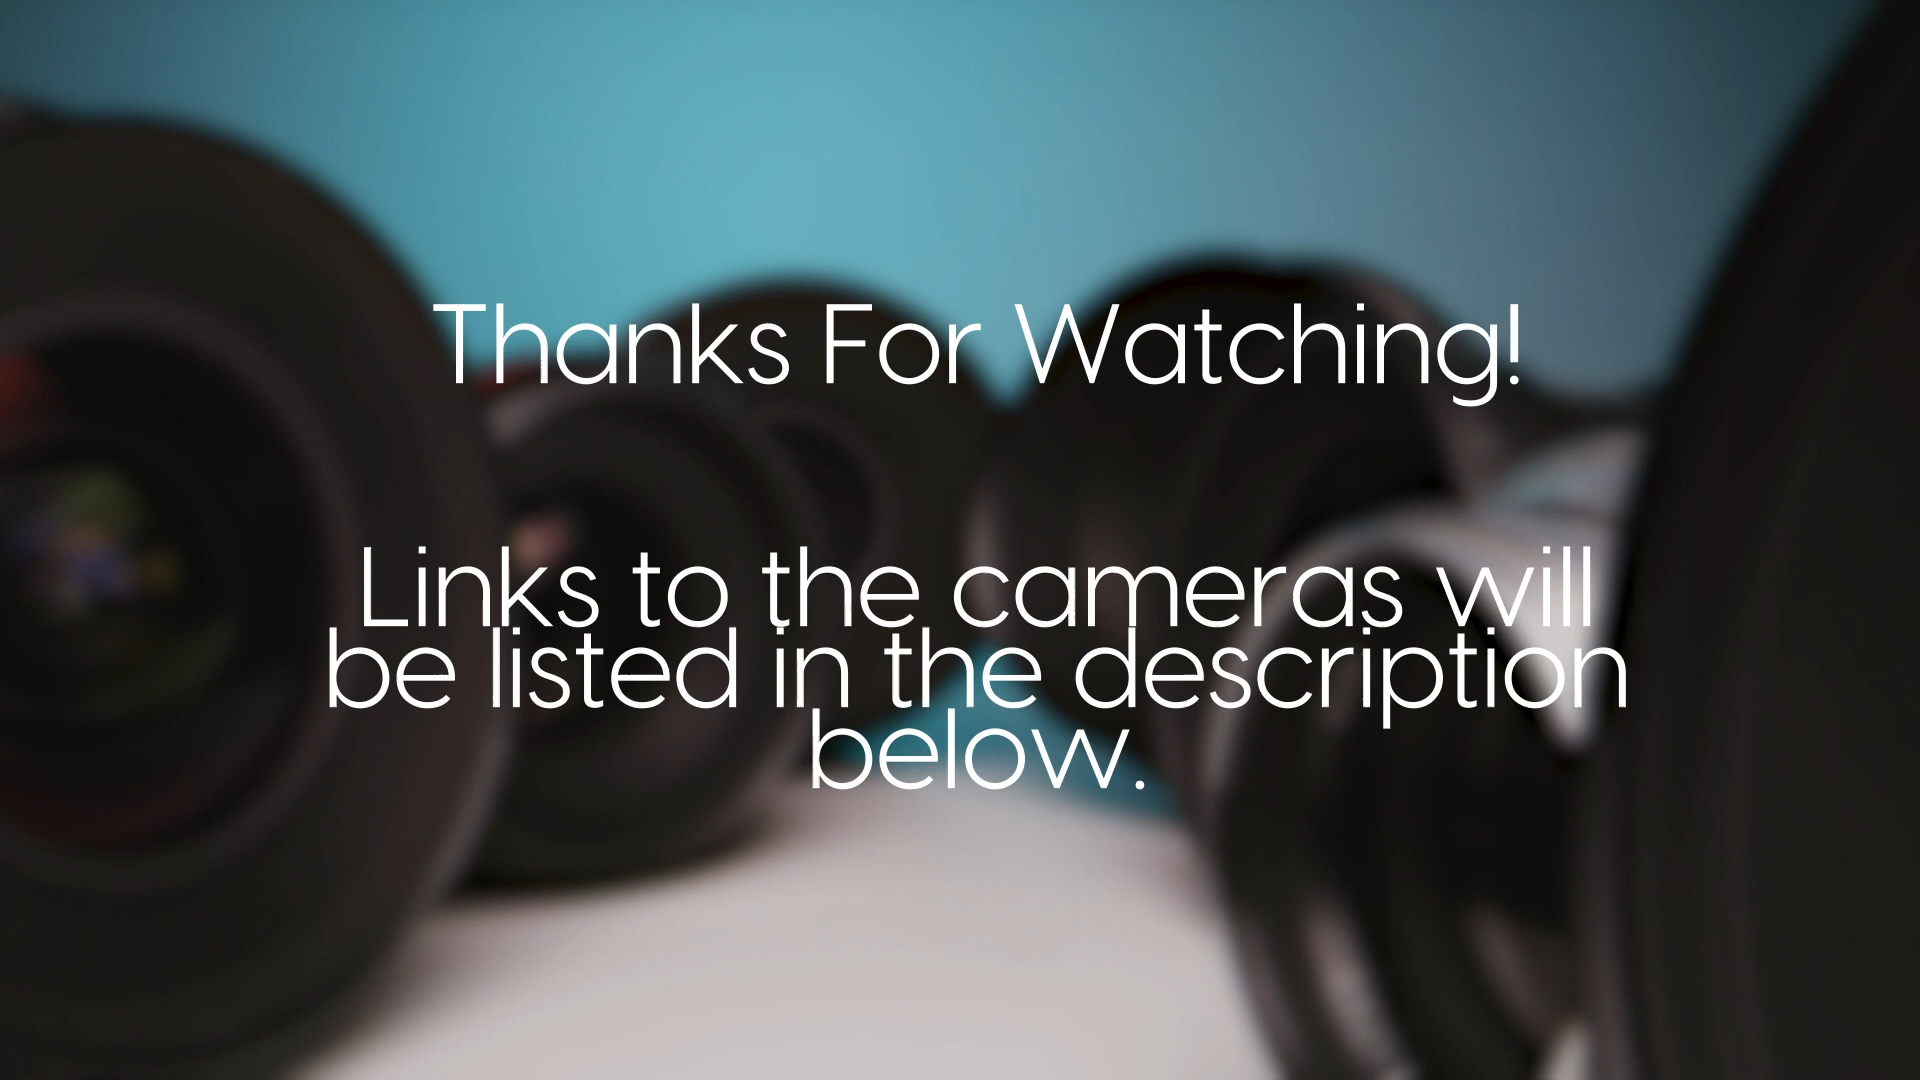 Thanks For Watching!
Links to the cameras will
be listed in the description
below.